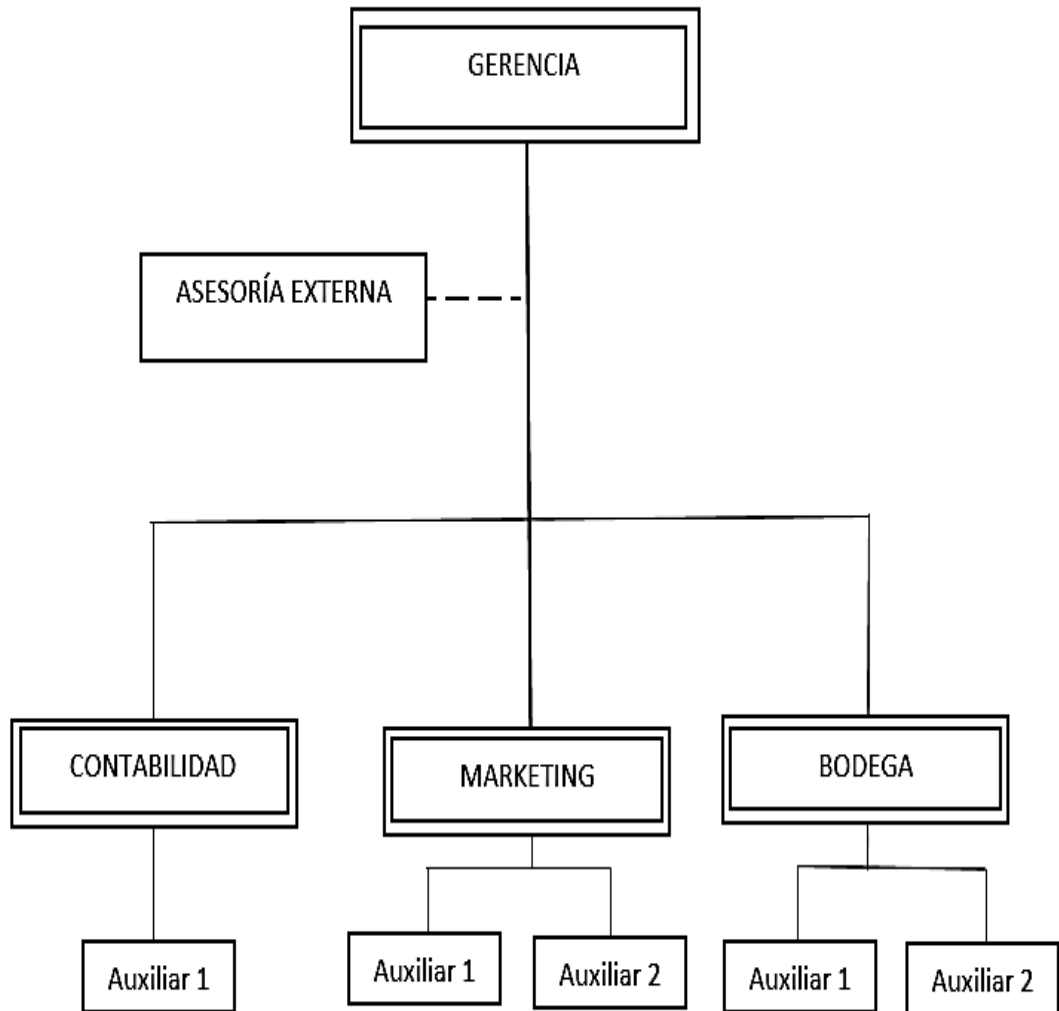 GERENCIA
ASESORÍA EXTERNA
CONTABILIDAD
MARKETING
BODEGA
Auxiliar 1
Auxiliar 1
Auxiliar 2
Auxiliar 1
Auxiliar 2